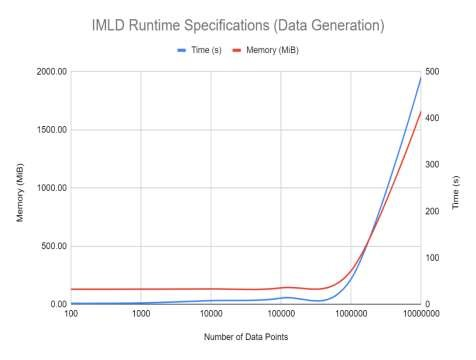 IMLD Runtime Specifications (Data Generation)
Time (s) Memory (MiB)
2000.00 500
1500.00 400
300
1000.00
200
500.00 100
0.00 0
100 1000 10000 100000 1000000 10000000
Memory (MiB)
Time (s)
Number of Data Points